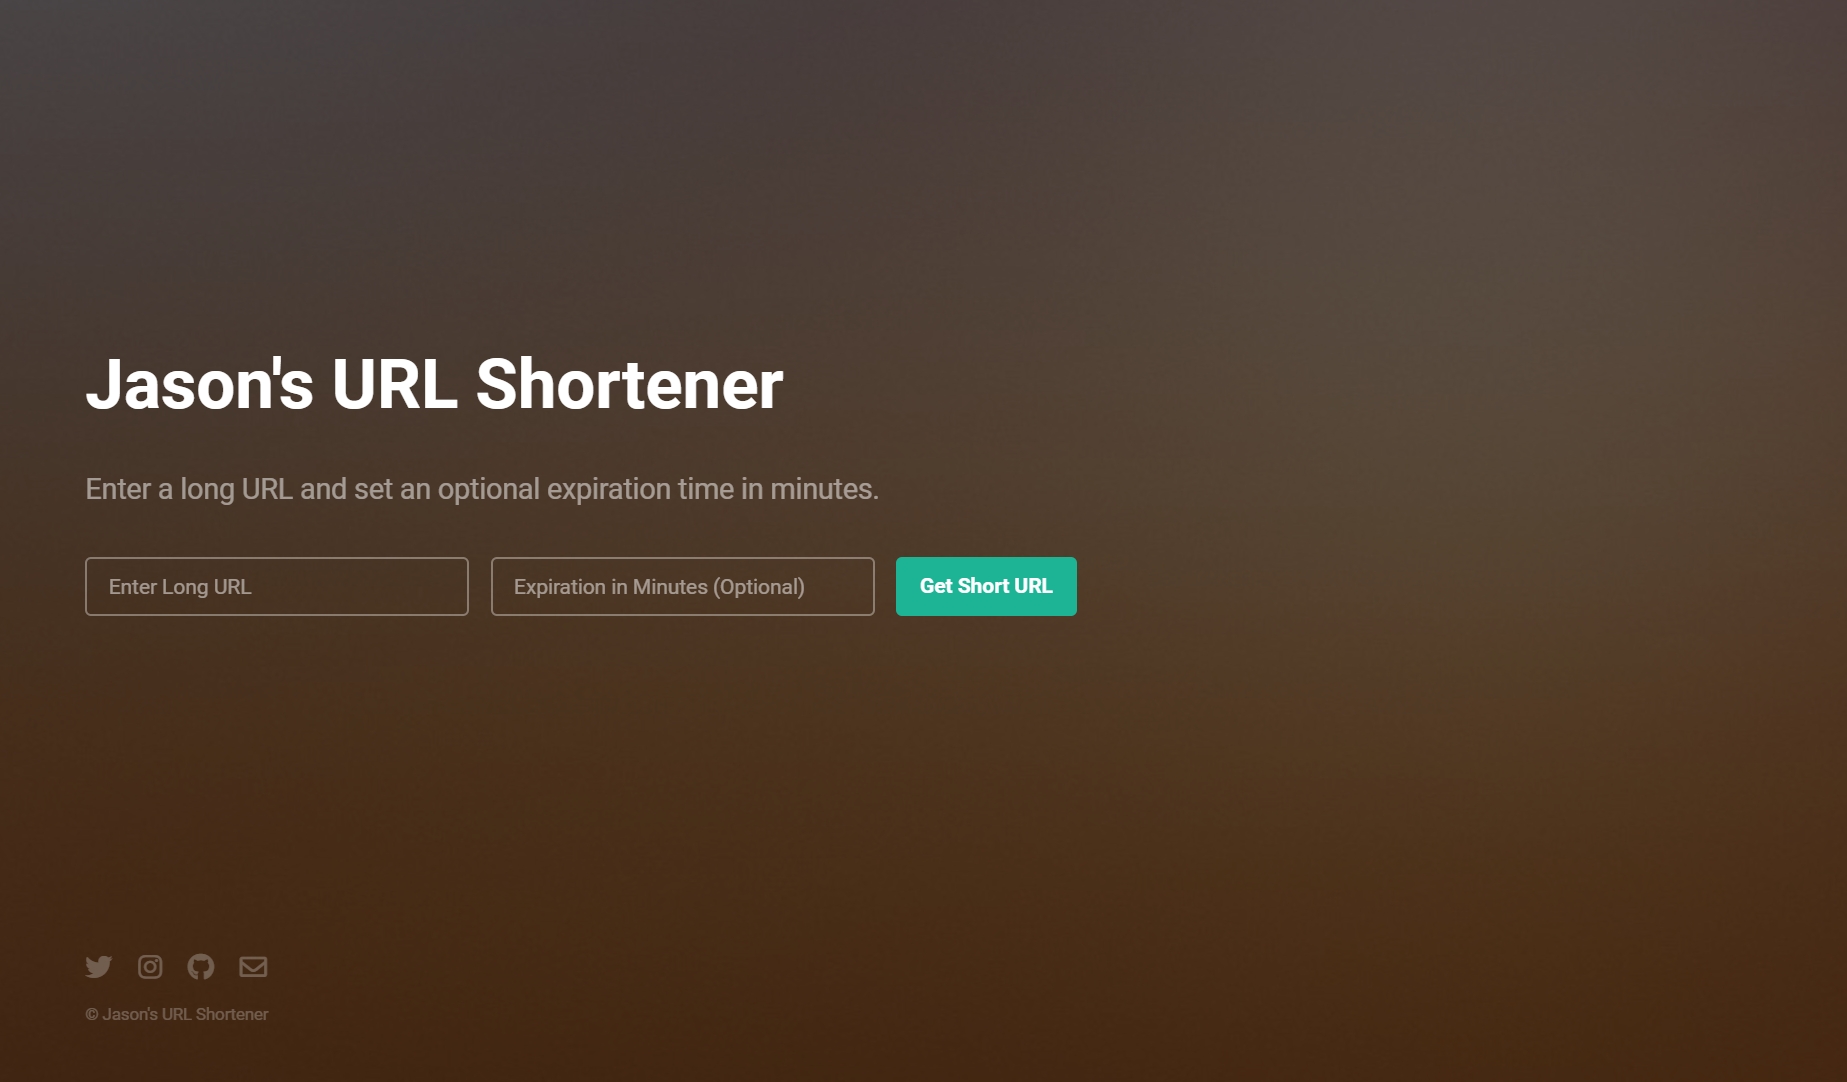 Jason's URL Shortener
Enter a long URL and set an optional expiration time in minutes.
Enter Long URL
Expiration in Minutes (Optional)
Get Short URL
© Jason's URL Shortener